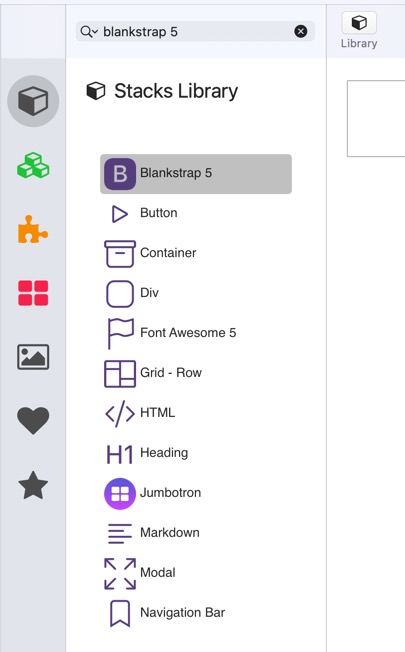 blankstrap 5
Library
Stacks Library
B Blankstrap 5
Button
Container
Div
Font Awesome 5
Grid - Row
</> HTML
H1 Heading
Jumbotron
Markdown
Modal
Navigation Bar